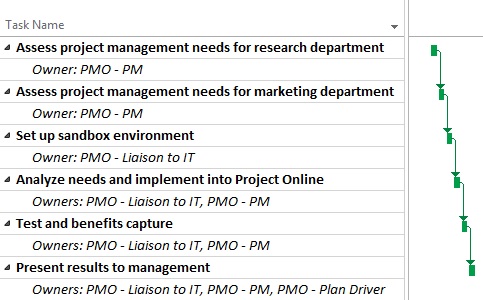 Task Name
Assess project management needs for research department
Owner: PMO - PM
Assess project management needs for marketing department
Owner: PMO - PM
Set up sandbox environment
Owner: PMO - Liaison to IT
Analyze needs and implement into Project Online
Owners: PMO - Liaison to IT, PMO - PM
Test and benefits capture
Owners: PMO - Liaison to IT, PMO - PM
Present results to management
Owners: PMO - Liaison to IT, PMO - PM, PMO - Plan Driver